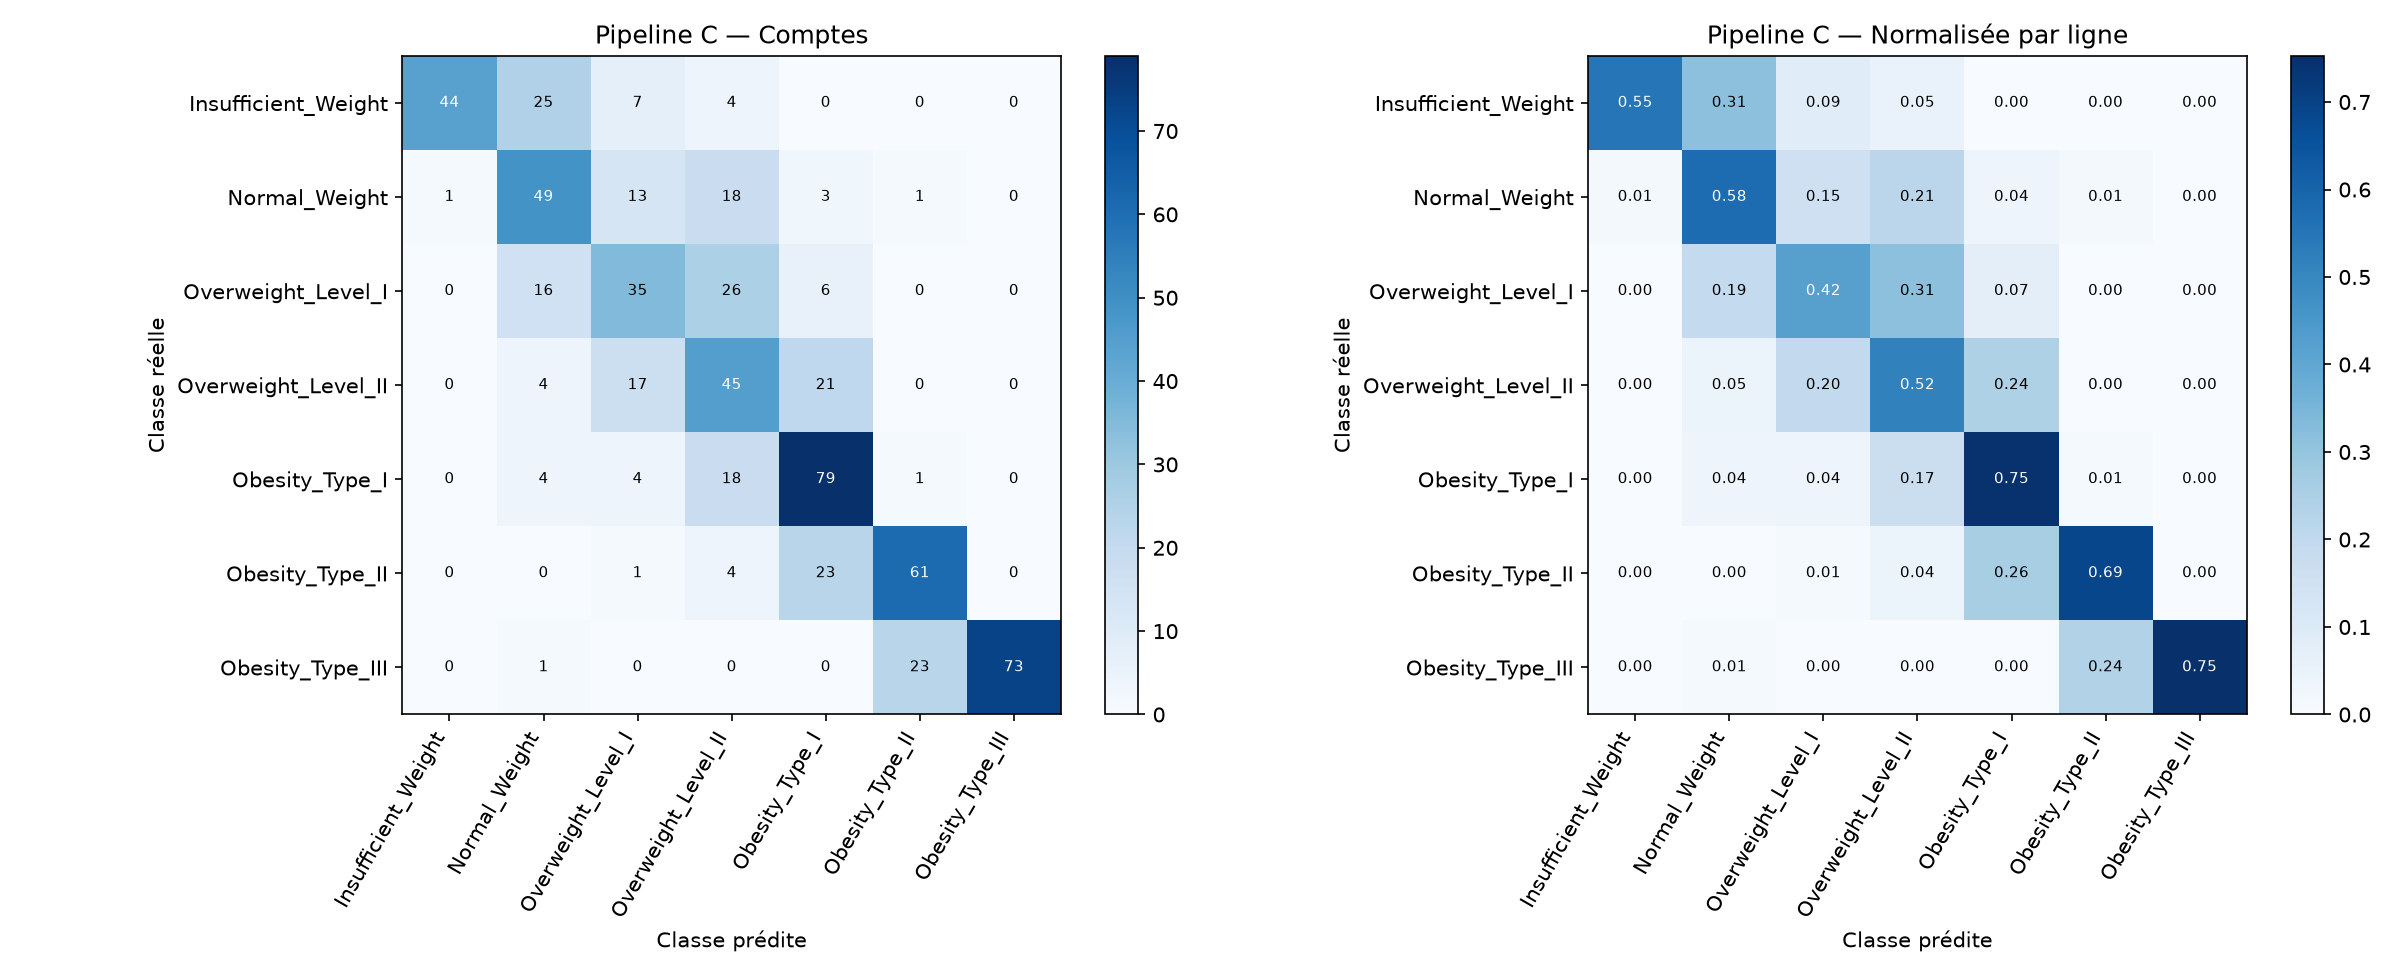 Pipeline C — Comptes
Classe réelle
Insufficient_Weight 44 25 7 4 0 0 0
Normal_Weight 1 49 13 18 3 1 0
Overweight_Level_I 0 16 35 26 6 0 0
Overweight_Level_II 0 4 17 45 21 0 0
Obesity_Type_I 0 4 4 18 79 1 0
Obesity_Type_II 0 0 1 4 23 61 0
Obesity_Type_III 0 1 0 0 0 23 73
Insufficient_Weight
Normal_Weight
Overweight_Level_I
Overweight_Level_II
Obesity_Type_I
Obesity_Type_II
Obesity_Type_III
Classe prédite
70
60
50
40
30
20
10
0
Pipeline C — Normalisée par ligne
Classe réelle
Insufficient_Weight 0.55 0.31 0.09 0.05 0.00 0.00 0.00
Normal_Weight 0.01 0.58 0.15 0.21 0.04 0.01 0.00
Overweight_Level_I 0.00 0.19 0.42 0.31 0.07 0.00 0.00
Overweight_Level_II 0.00 0.05 0.20 0.52 0.24 0.00 0.00
Obesity_Type_I 0.00 0.04 0.04 0.17 0.75 0.01 0.00
Obesity_Type_II 0.00 0.00 0.01 0.04 0.26 0.69 0.00
Obesity_Type_III 0.00 0.01 0.00 0.00 0.00 0.24 0.75
Insufficient_Weight
Normal_Weight
Overweight_Level_I
Overweight_Level_II
Obesity_Type_I
Obesity_Type_II
Obesity_Type_III
Classe prédite
0.7
0.6
0.5
0.4
0.3
0.2
0.1
0.0